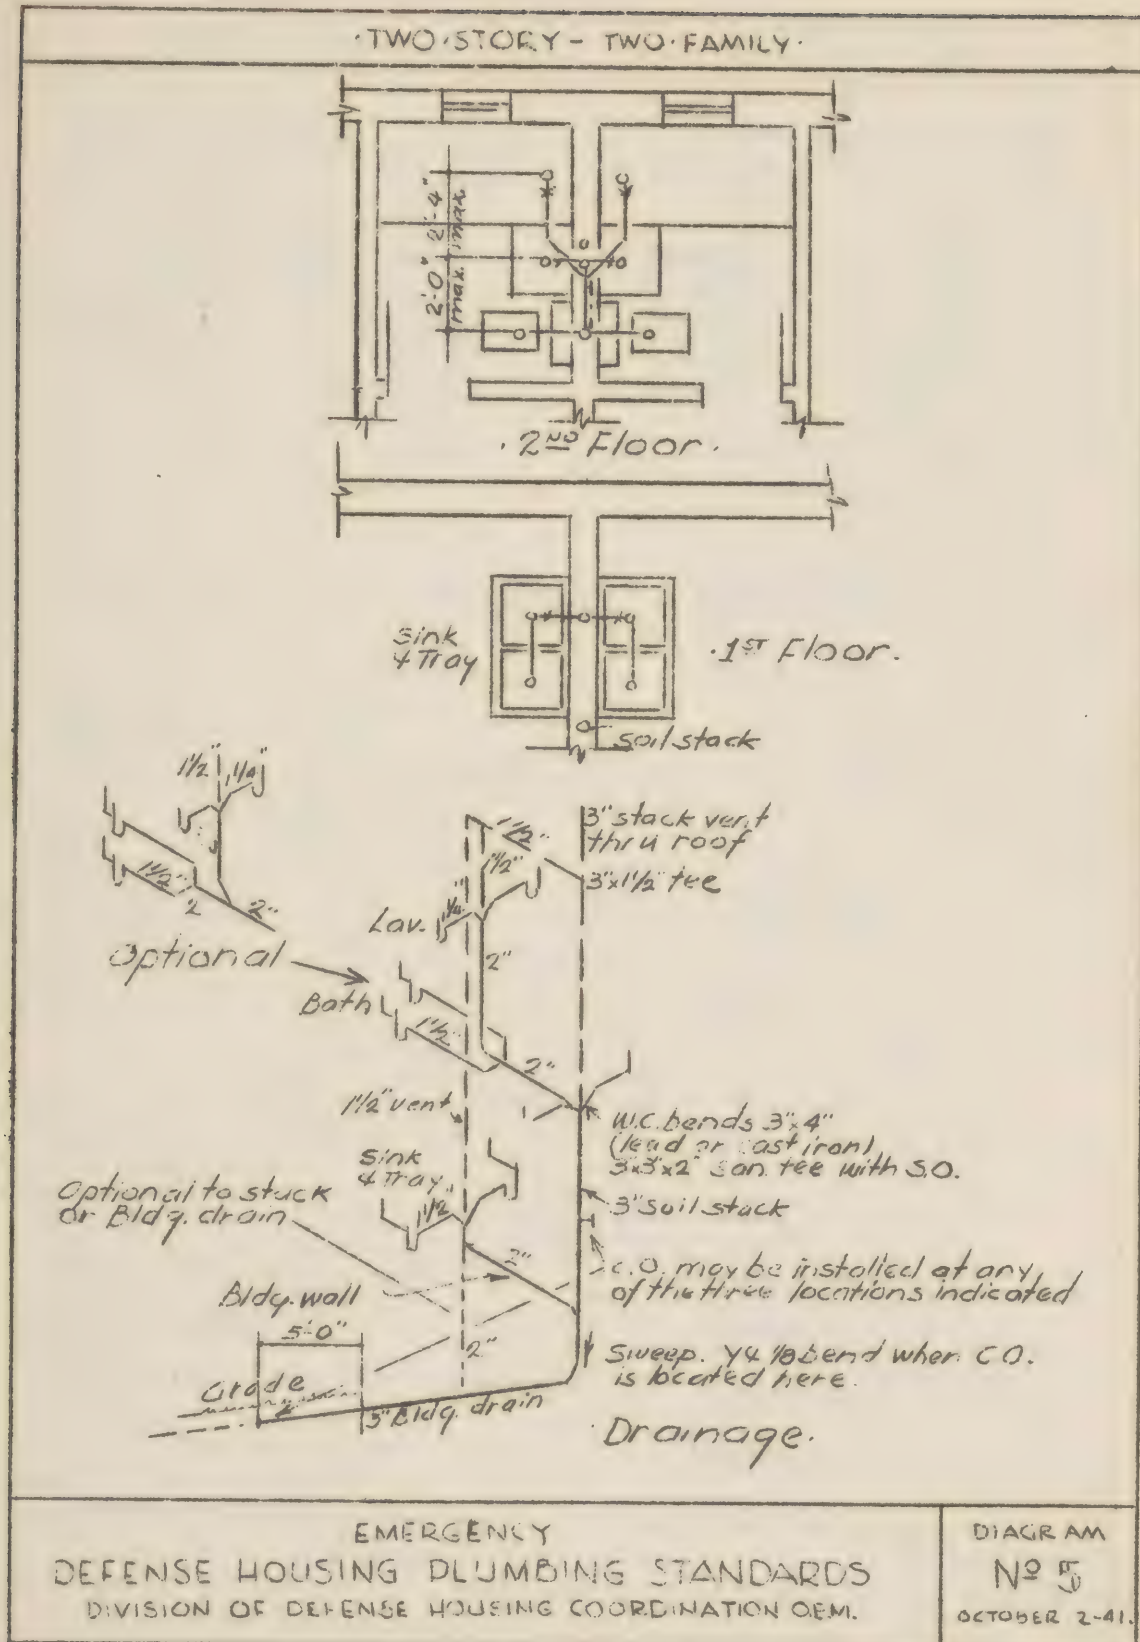 ·TWO·STORY - TWO·FAMILY·
2'-4" max.
2'-0" max.
·2ND Floor·
Sink
& Tray
·1ST Floor.
soil stack
1½" 1¼"
1½"
2
2"
Optional
3" stack vent
thru roof
3"x1½" tee
1½"
1½"
1¼"
Lav.
2"
Bath
1½"
2"
1½" vent
W.C. bends 3"x4"
(lead or cast iron)
3"x3"x2" san. tee with S.O.
Sink
& Tray
1½
3" soil stack
Optional to stack
or Bldg. drain
2"
C.O. may be installed at any
of the three locations indicated
Bldg. wall
5'-0"
2"
Sweep. Y & ⅛ bend when C.O.
is located here.
Grade
3" Bldg. drain
Drainage.
EMERGENCY
DEFENSE HOUSING PLUMBING STANDARDS
DIVISION OF DEFENSE HOUSING COORDINATION O.E.M.
DIAGRAM
Nº 5
OCTOBER 2-41.